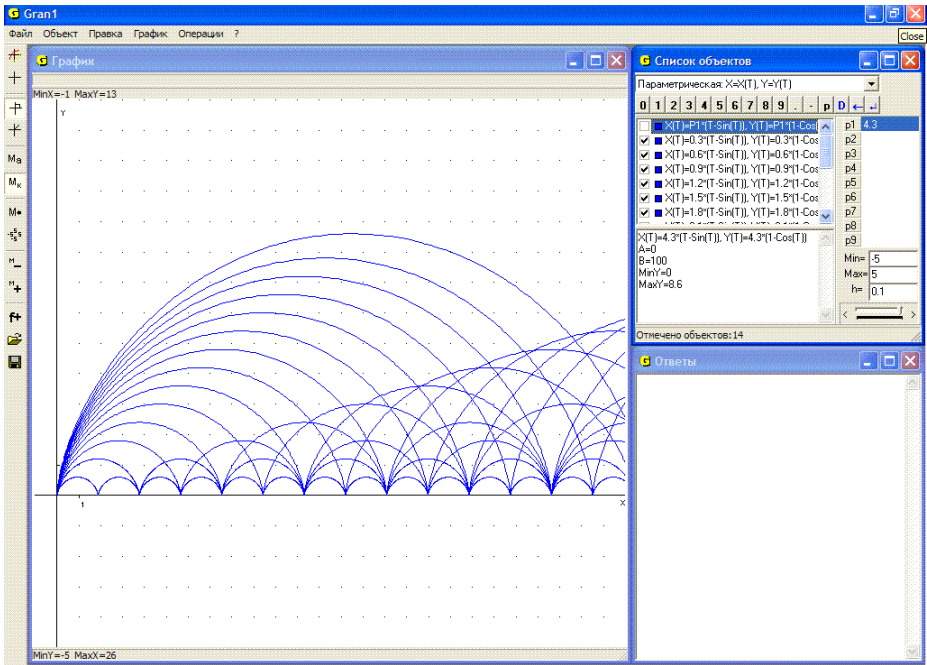 Gran1
Файл Объект Правка График Операции ?
Close
График
MinX=-1 MaxY=13
Y
1
X
MinY=-5 MaxX=26
Ma
Mк
M•
M
M+
f+
Список объектов
Параметрическая: X=X(T), Y=Y(T)
0 1 2 3 4 5 6 7 8 9 . - p D ← ↵
X(T)=P1*(T-Sin(T)), Y(T)=P1*(1-Cos(
X(T)=0.3*(T-Sin(T)), Y(T)=0.3*(1-Cos
X(T)=0.6*(T-Sin(T)), Y(T)=0.6*(1-Cos
X(T)=0.9*(T-Sin(T)), Y(T)=0.9*(1-Cos
X(T)=1.2*(T-Sin(T)), Y(T)=1.2*(1-Cos
X(T)=1.5*(T-Sin(T)), Y(T)=1.5*(1-Cos
X(T)=1.8*(T-Sin(T)), Y(T)=1.8*(1-Cos
p1 4.3
p2
p3
p4
p5
p6
p7
p8
p9
X(T)=4.3*(T-Sin(T)), Y(T)=4.3*(1-Cos(T))
A=0
B=100
MinY=0
MaxY=8.6
Min= -5
Max= 5
h= 0.1
Отмечено объектов:14
Ответы